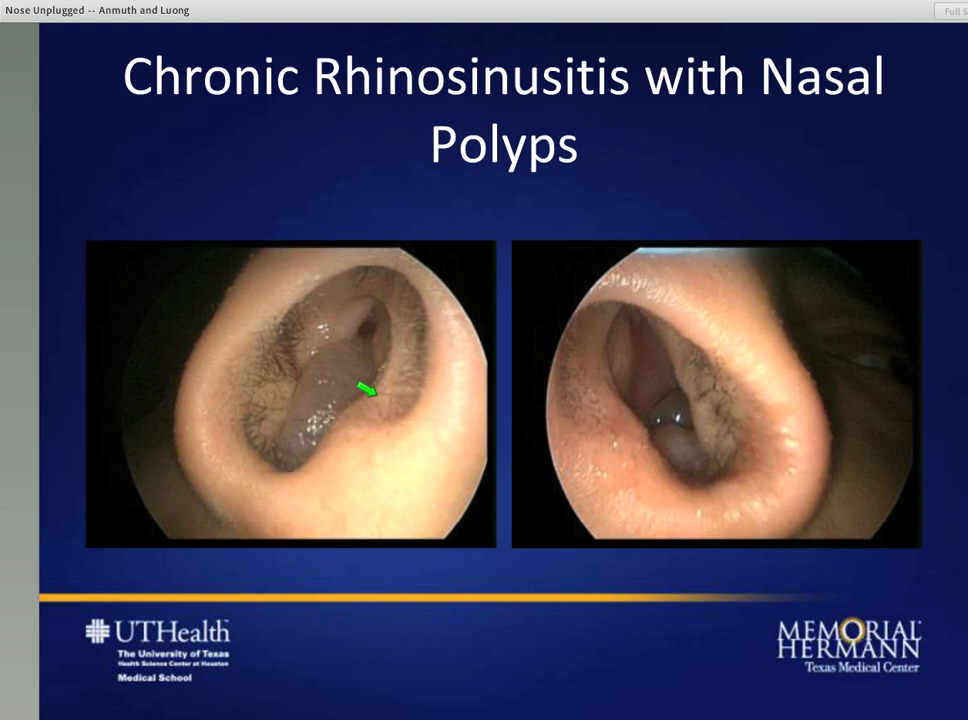 Nose Unplugged -- Anmuth and Luong
Full S
Chronic Rhinosinusitis with Nasal
Polyps
UTHealth
The University of Texas
Health Science Center at Houston
Medical School
MEMORIAL
HERMANN
Texas Medical Center